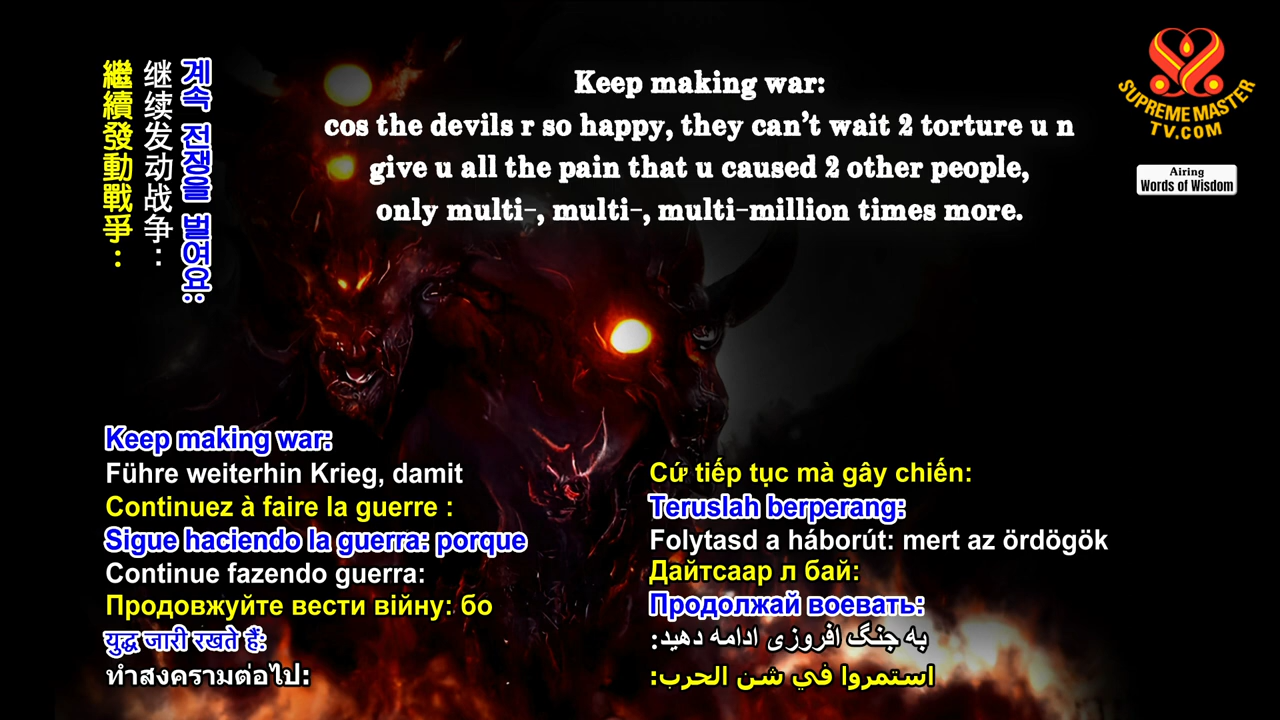 계속 전쟁을 벌여요:
继续发动战争：
繼續發動戰爭：
Keep making war:
cos the devils r so happy, they can't wait 2 torture u n
give u all the pain that u caused 2 other people,
only multi-, multi-, multi-million times more.
SUPREME MASTER
TV.COM
Airing
Words of Wisdom
Keep making war:
Führe weiterhin Krieg, damit
Continuez à faire la guerre :
Sigue haciendo la guerra: porque
Continue fazendo guerra:
Продовжуйте вести війну: бо
युद्ध जारी रखते हैं:
ทำสงครามต่อไป:
Cứ tiếp tục mà gây chiến:
Teruslah berperang:
Folytasd a háborút: mert az ördögök
Дайтсаар л бай:
Продолжай воевать:
به جنگ افروزی ادامه دهید:
استمروا في شن الحرب: